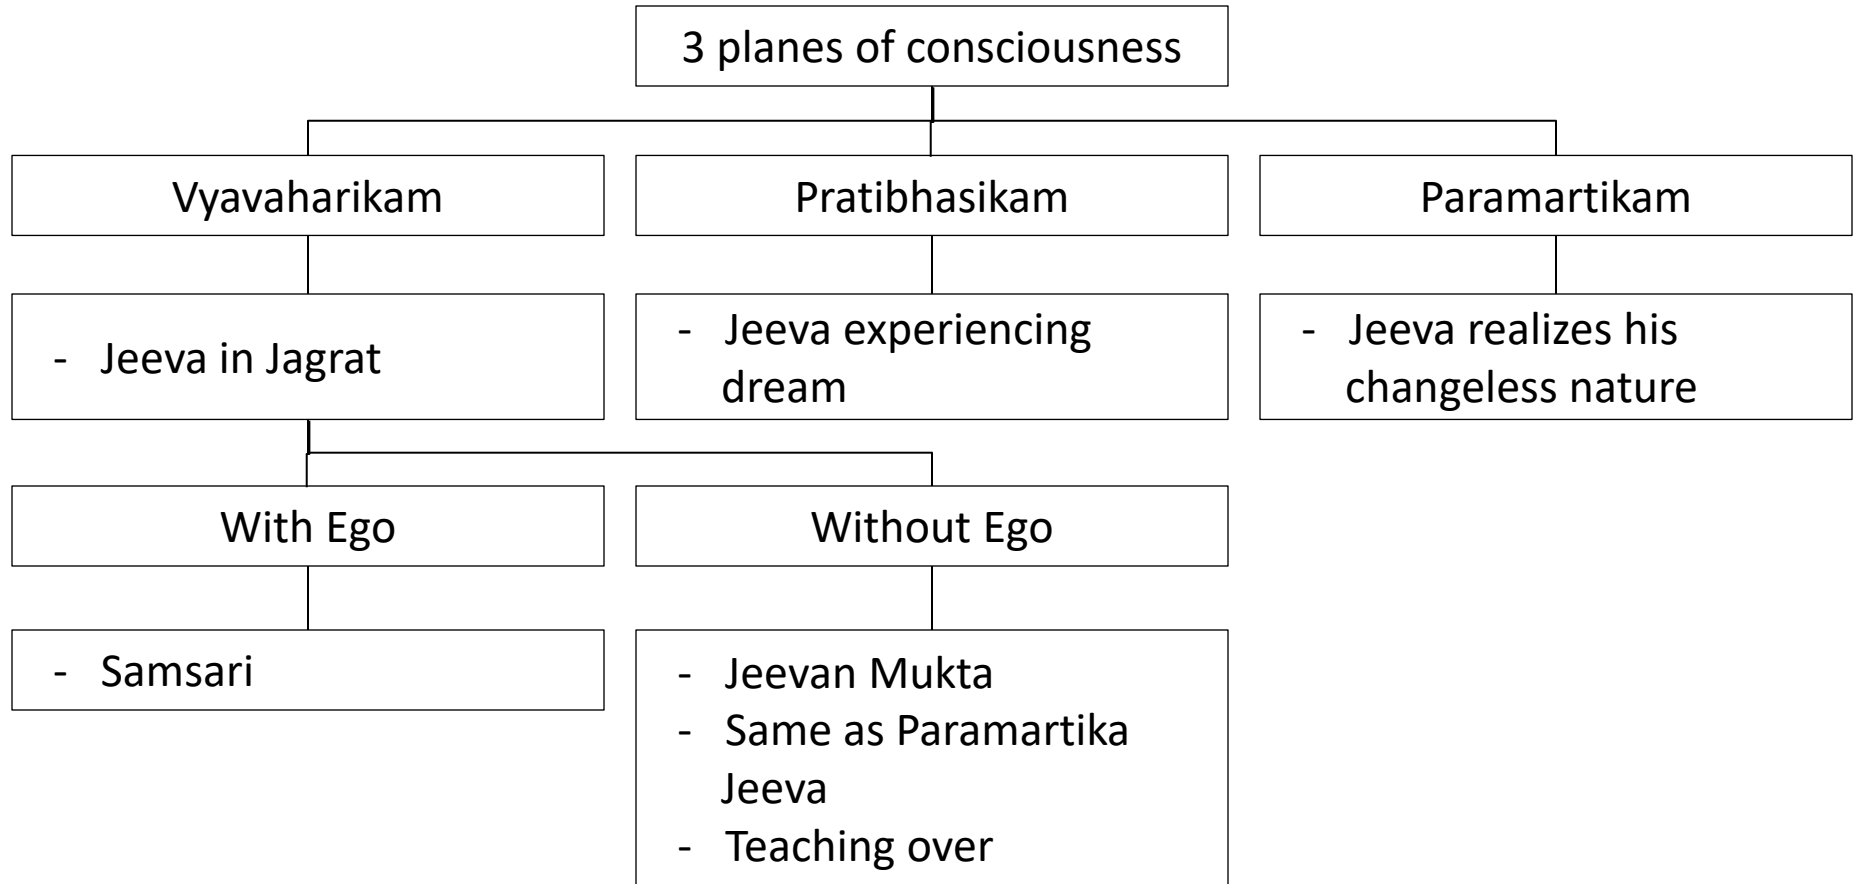 3 planes of consciousness
Vyavaharikam
Pratibhasikam
Paramartikam
- Jeeva in Jagrat
- Jeeva experiencing
dream
- Jeeva realizes his
changeless nature
With Ego
Without Ego
- Samsari
- Jeevan Mukta
- Same as Paramartika
Jeeva
- Teaching over